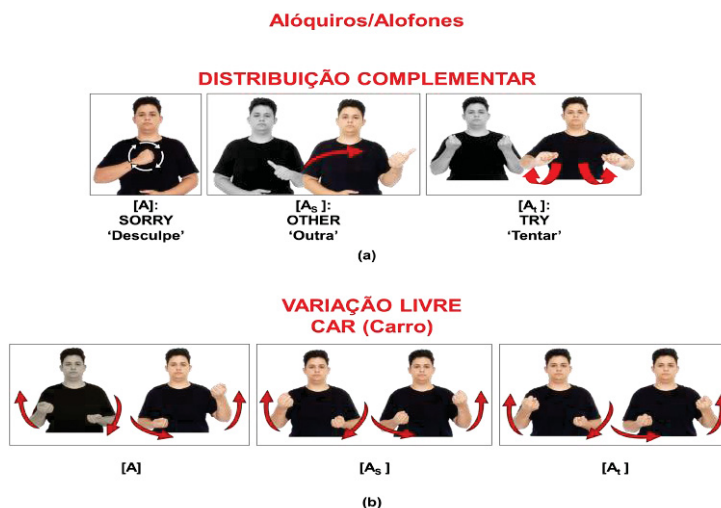 Alóquiros/Alofones
DISTRIBUIÇÃO COMPLEMENTAR
[A]:
SORRY
'Desculpe'
[Aₛ]:
OTHER
'Outra'
[Aₜ]:
TRY
'Tentar'
(a)
VARIAÇÃO LIVRE
CAR (Carro)
[A]
[Aₛ]
[Aₜ]
(b)